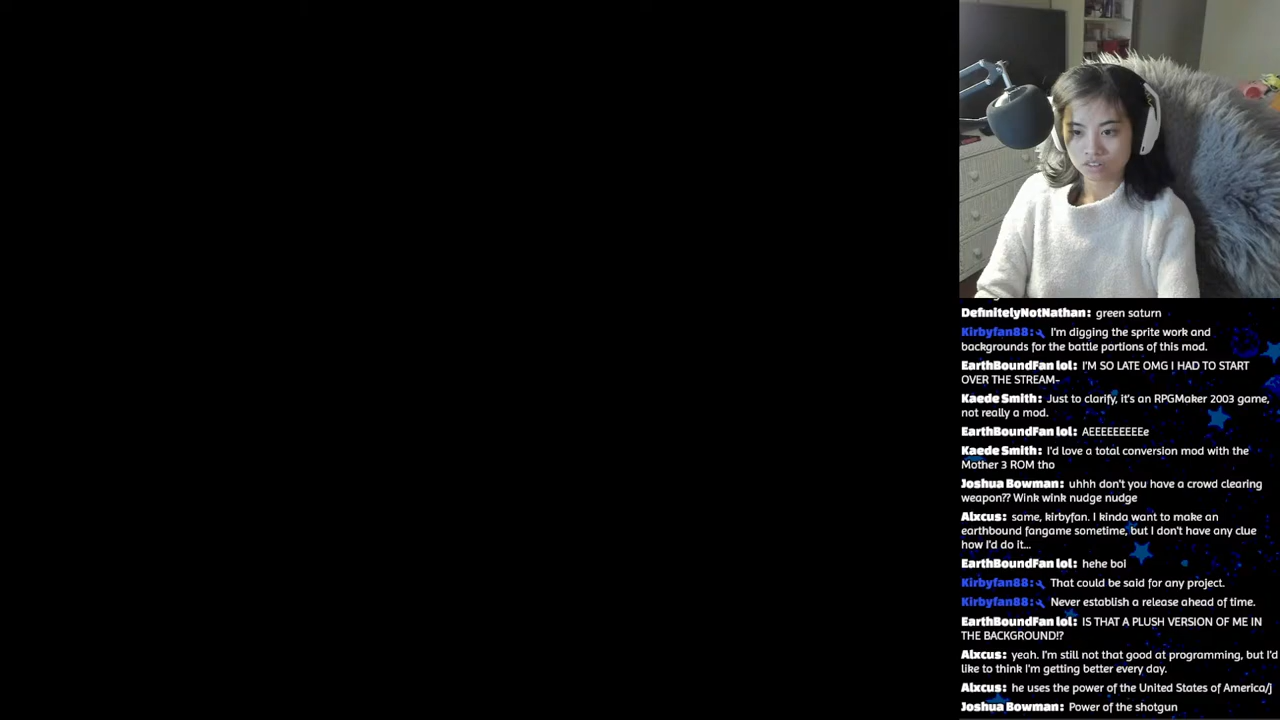 DefinitelyNotNathan: green saturn
Kirbyfan88: I'm digging the sprite work and
backgrounds for the battle portions of this mod.
EarthBoundFan lol: I'M SO LATE OMG I HAD TO START
OVER THE STREAM-
Kaede Smith: Just to clarify, it's an RPGMaker 2003 game,
not really a mod.
EarthBoundFan lol: AEEEEEEEEEe
Kaede Smith: I'd love a total conversion mod with the
Mother 3 ROM tho
Joshua Bowman: uhhh don't you have a crowd clearing
weapon?? Wink wink nudge nudge
Alxcus: same, kirbyfan. I kinda want to make an
earthbound fangame sometime, but I don't have any clue
how I'd do it...
EarthBoundFan lol: hehe boi
Kirbyfan88: That could be said for any project.
Kirbyfan88: Never establish a release ahead of time.
EarthBoundFan lol: IS THAT A PLUSH VERSION OF ME IN
THE BACKGROUND!?
Alxcus: yeah. I'm still not that good at programming, but I'd
like to think I'm getting better every day.
Alxcus: he uses the power of the United States of America/j
Joshua Bowman: Power of the shotgun